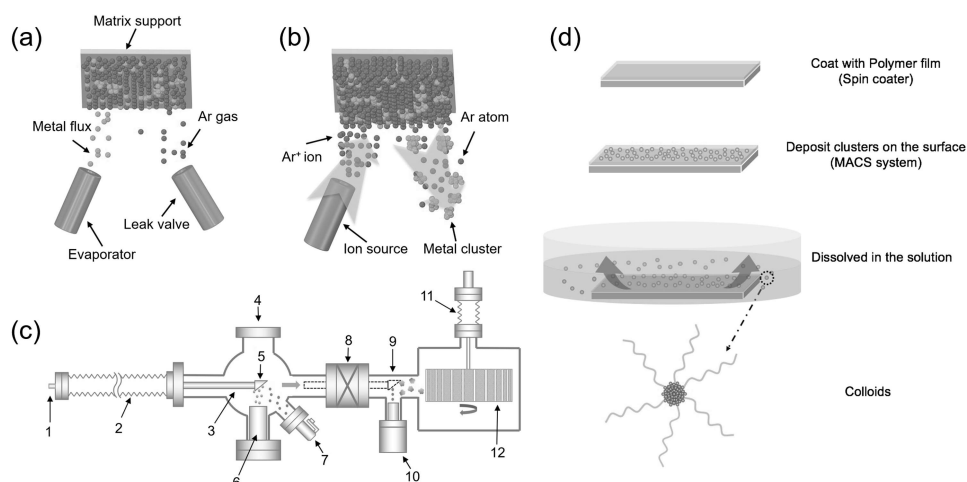 (a)
Matrix support
Metal flux
Ar gas
Leak valve
Evaporator
(b)
Ar⁺ ion
Ar atom
Ion source
Metal cluster
(c)
1
2
3
4
5
6
7
8
9
10
11
12
(d)
Coat with Polymer film
(Spin coater)
Deposit clusters on the surface
(MACS system)
Dissolved in the solution
Colloids